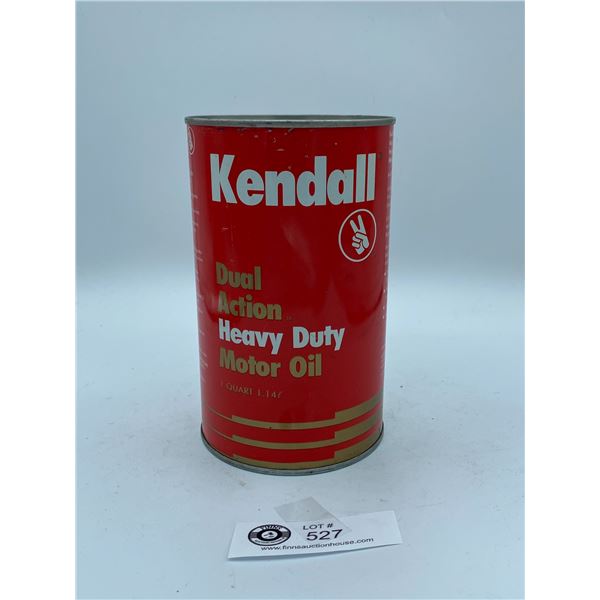 Kendall
Dual
Action
Heavy Duty
Motor Oil
1 QUART 1.14ℓ
LOT #
527
www.finnsauctionhouse.com